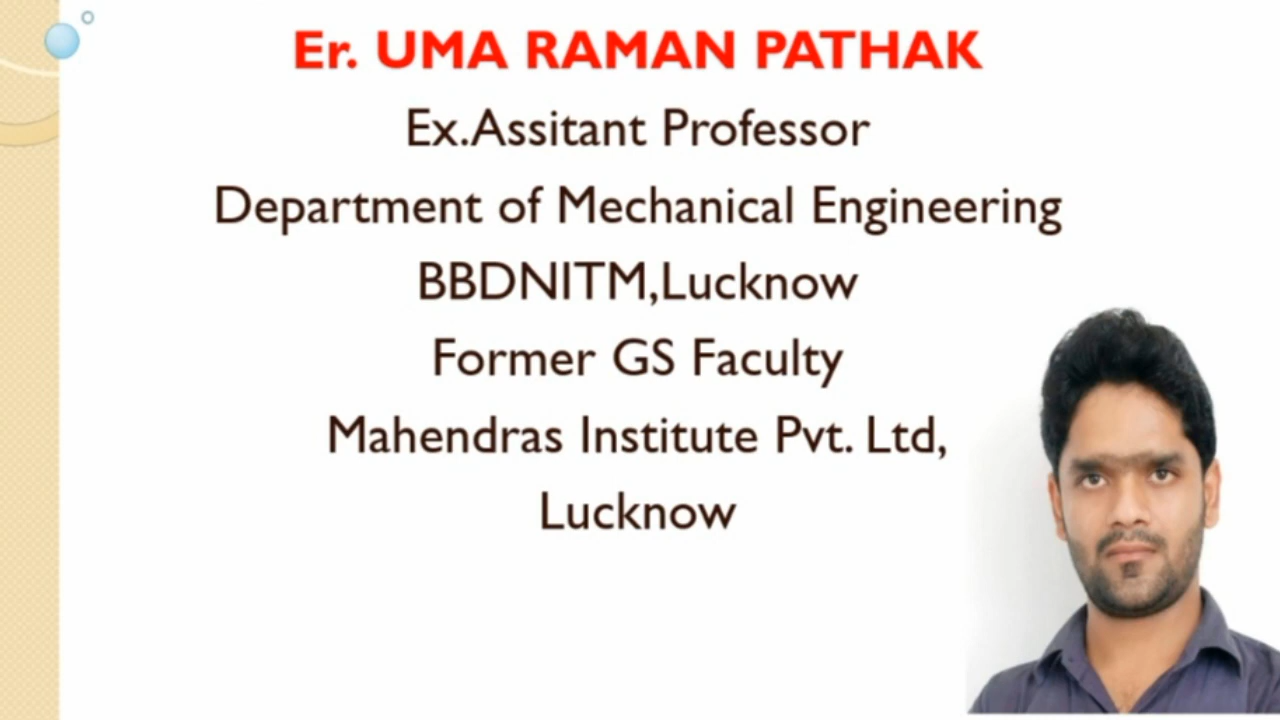 Er. UMA RAMAN PATHAK
Ex.Assitant Professor
Department of Mechanical Engineering
BBDNITM,Lucknow
Former GS Faculty
Mahendras Institute Pvt. Ltd,
Lucknow